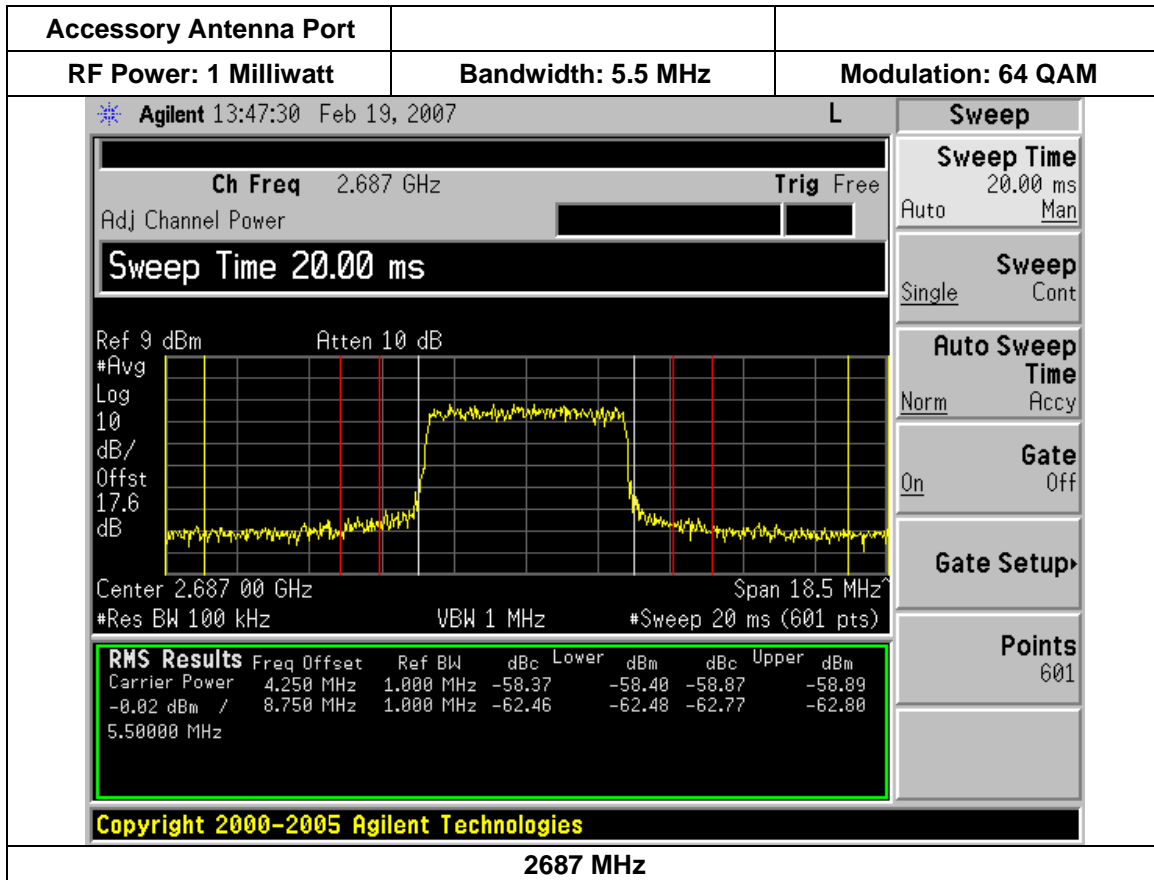 Accessory Antenna Port
RF Power: 1 Milliwatt Bandwidth: 5.5 MHz Modulation: 64 QAM
Agilent 13:47:30 Feb 19, 2007 L Sweep
Ch Freq 2.687 GHz Trig Free
Adj Channel Power
Sweep Time 20.00 ms
Ref 9 dBm Atten 10 dB
#Avg
Log
10
dB/
Offst
17.6
dB
Center 2.687 00 GHz Span 18.5 MHz^
#Res BW 100 kHz VBW 1 MHz #Sweep 20 ms (601 pts)
RMS Results Freq Offset Ref BW dBc Lower dBm dBc Upper dBm
Carrier Power 4.250 MHz 1.000 MHz -58.37 -58.40 -58.87 -58.89
-0.02 dBm / 8.750 MHz 1.000 MHz -62.46 -62.48 -62.77 -62.80
5.50000 MHz
Sweep Time
20.00 ms
Auto Man
Sweep
Single Cont
Auto Sweep
Time
Norm Accy
Gate
On Off
Gate Setup▸
Points
601
Copyright 2000-2005 Agilent Technologies
2687 MHz